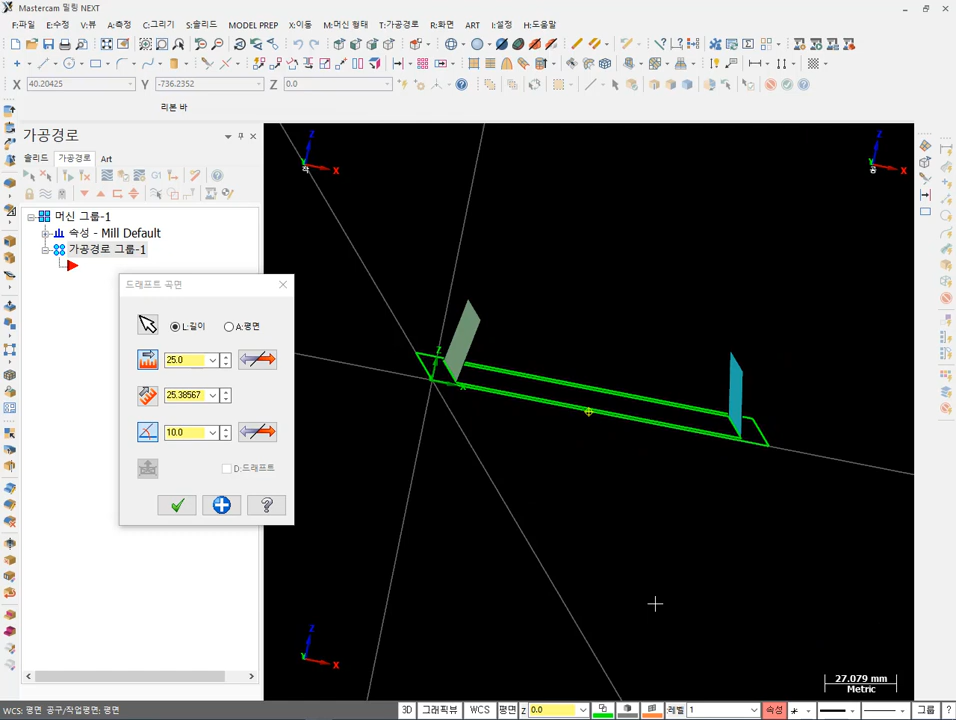 Mastercam 밀링 NEXT
F:파일 E:수정 V:뷰 A:측정 C:그리기 S:솔리드 MODEL PREP X:이동 M:머신 형태 T:가공경로 R:화면 ART I:설정 H:도움말
X 40.20425 Y -736.2352 Z 0.0
리본 바
가공경로
솔리드 가공경로 Art
G1
머신 그룹-1
속성 - Mill Default
가공경로 그룹-1
드래프트 곡면
L:길이 A:평면
25.0
25.38567
10.0
D:드래프트
Z X
Z X
Z X
Z
X
27.079 mm
Metric
WCS: 평면 공구/작업평면: 평면 3D 그래픽뷰 WCS 평면 Z 0.0 레벨 1 속성 그룹 ?